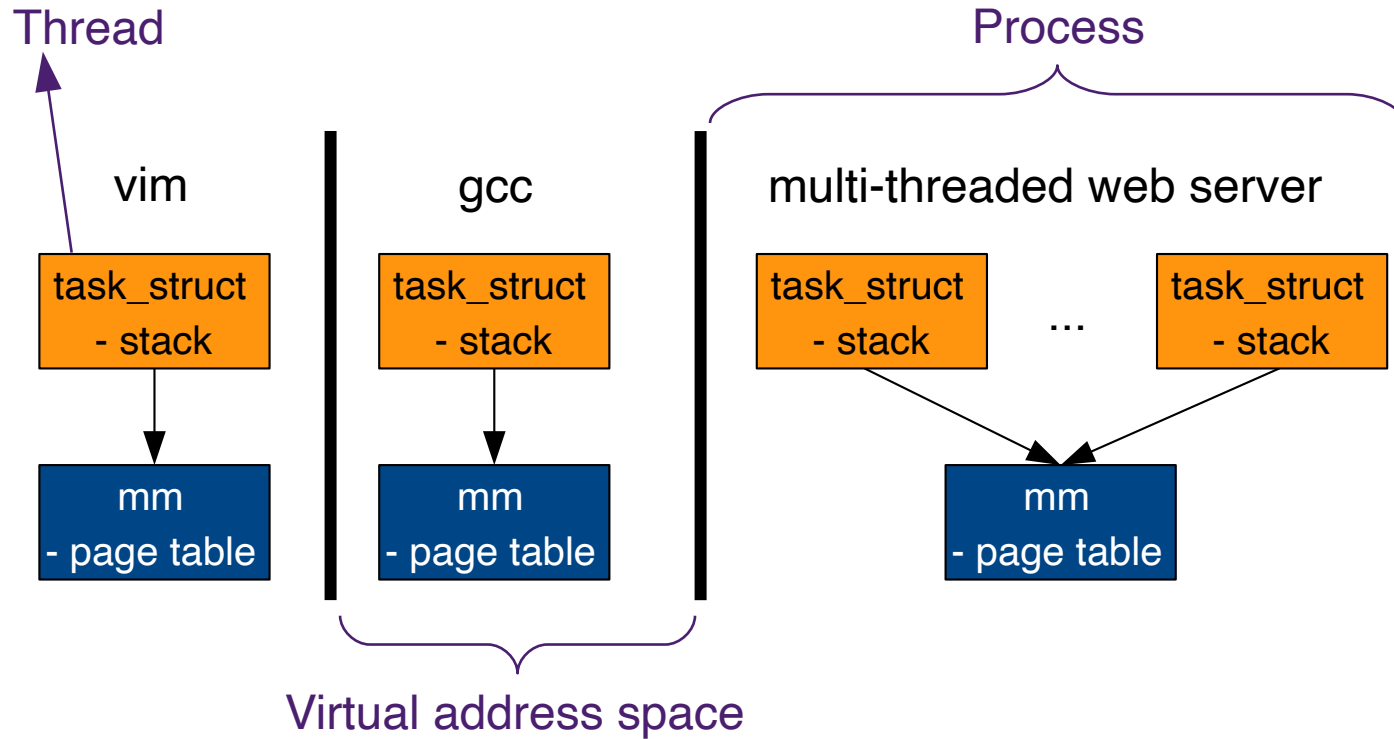 Thread
Process
vim
gcc
multi-threaded web server
task_struct
- stack
task_struct
- stack
task_struct
- stack
...
task_struct
- stack
mm
- page table
mm
- page table
mm
- page table
Virtual address space